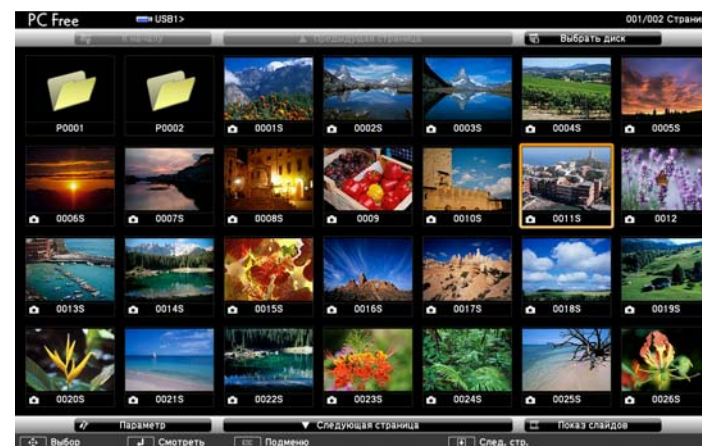 PC Free USB1> 001/002 Страни
К началу ▲ Предыдущая страница Выбрать диск
P0001 P0002 0001S 0002S 0003S 0004S 0005S
0006S 0007S 0008S 0009 0010S 0011S 0012
0013S 0014S 0015S 0016S 0017S 0018S 0019S
0020S 0021S 0022S 0023S 0024S 0025S 0026S
Параметр ▼ Следующая страница Показ слайдов
Выбор Смотреть ESC Подменю След. стр.